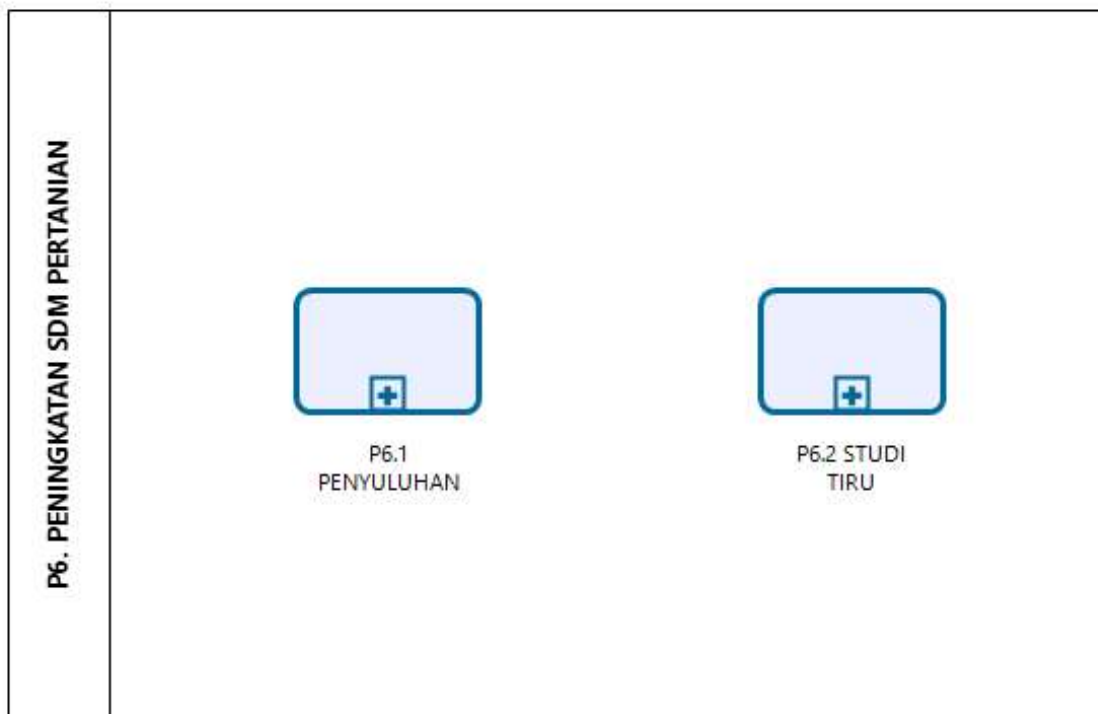 P6. PENINGKATAN SDM PERTANIAN
P6.1
PENYULUHAN
P6.2 STUDI
TIRU